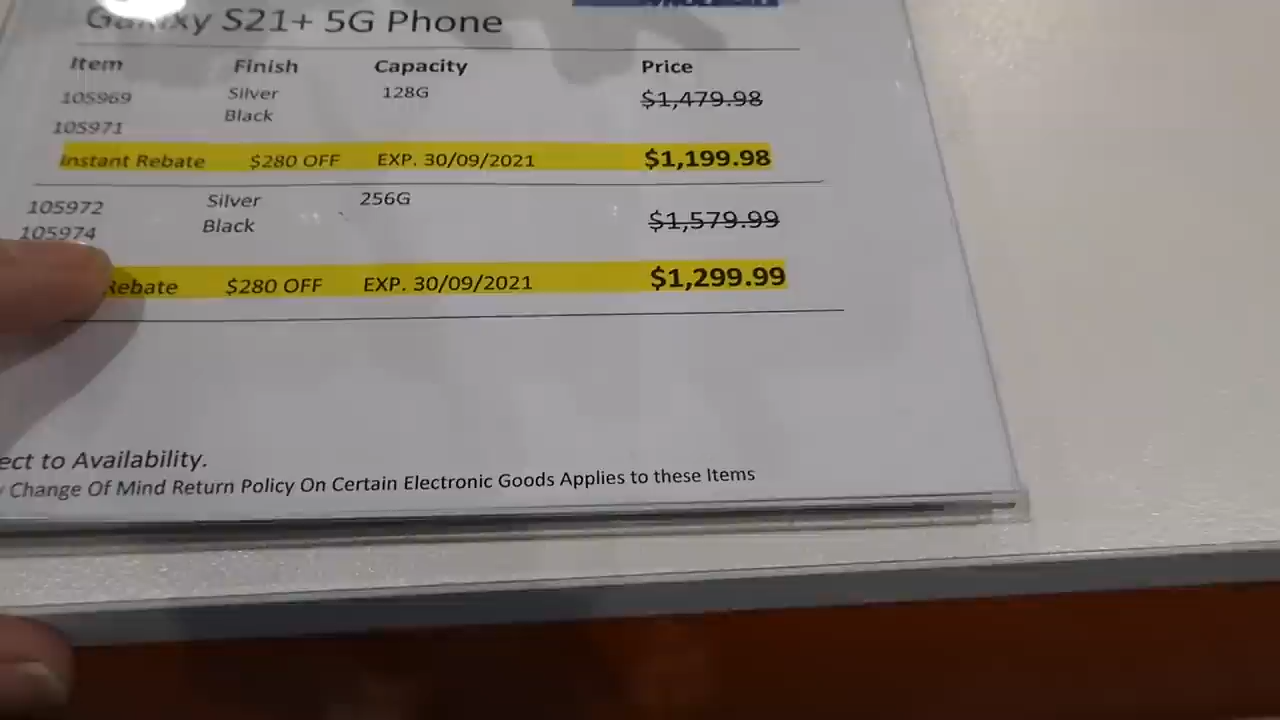 Galaxy S21+ 5G Phone
Item Finish Capacity Price
105969 Silver 128G $1,479.98
105971 Black
Instant Rebate $280 OFF EXP. 30/09/2021 $1,199.98
105972 Silver 256G $1,579.99
105974 Black
Rebate $280 OFF EXP. 30/09/2021 $1,299.99
ect to Availability.
Change Of Mind Return Policy On Certain Electronic Goods Applies to these Items